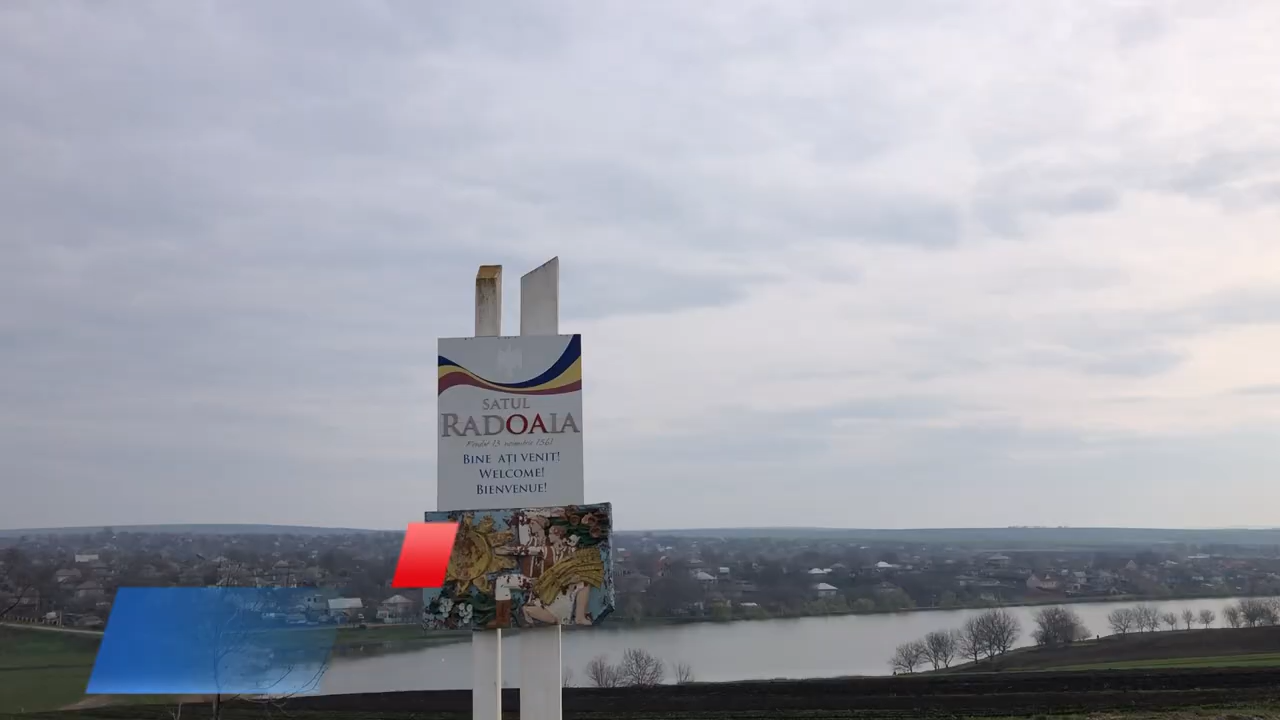 SATUL
RADOAIA
BINE AȚI VENIT!
WELCOME!
BIENVENUE!